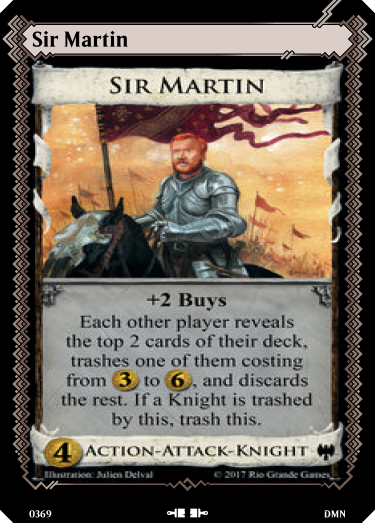 Sir Martin
SIR MARTIN
+2 Buys
Each other player reveals
the top 2 cards of their deck,
trashes one of them costing
from 3 to 6, and discards
the rest. If a Knight is trashed
by this, trash this.
4 ACTION-ATTACK-KNIGHT
Illustration: Julien Delval © 2017 Rio Grande Games
0369 DMN